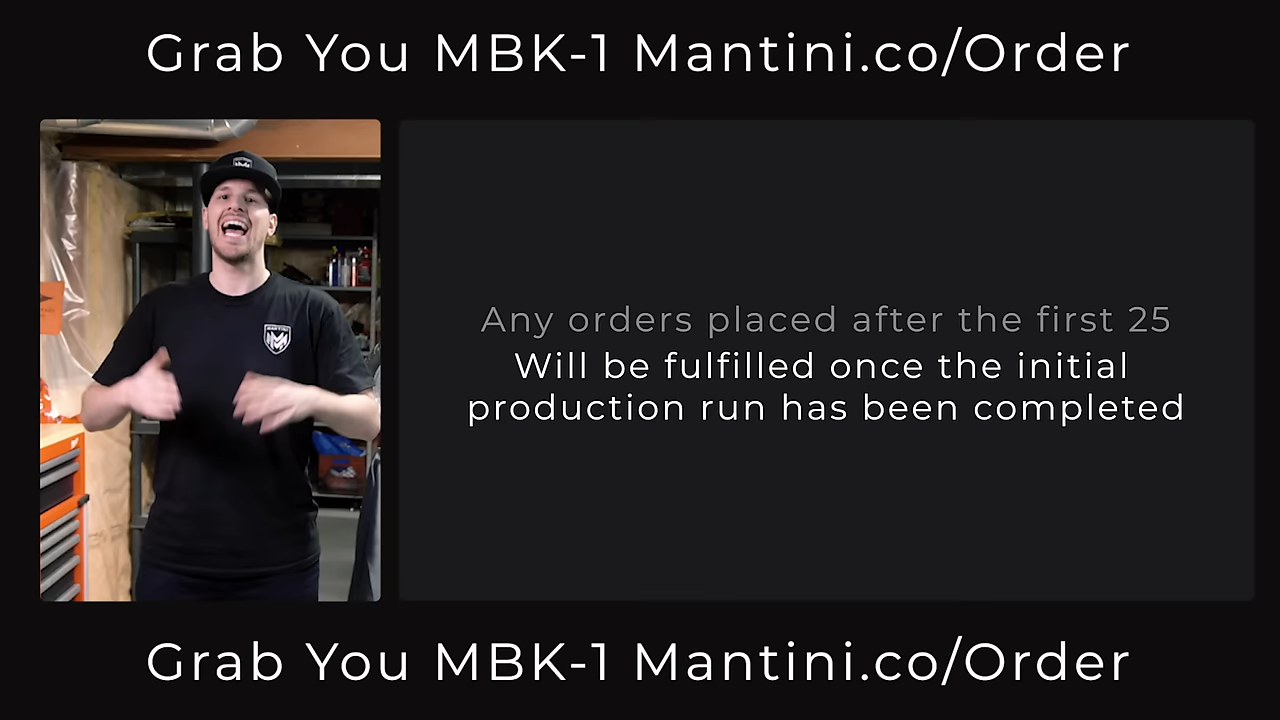 Grab You MBK-1 Mantini.co/Order
Any orders placed after the first 25
Will be fulfilled once the initial
production run has been completed
Grab You MBK-1 Mantini.co/Order